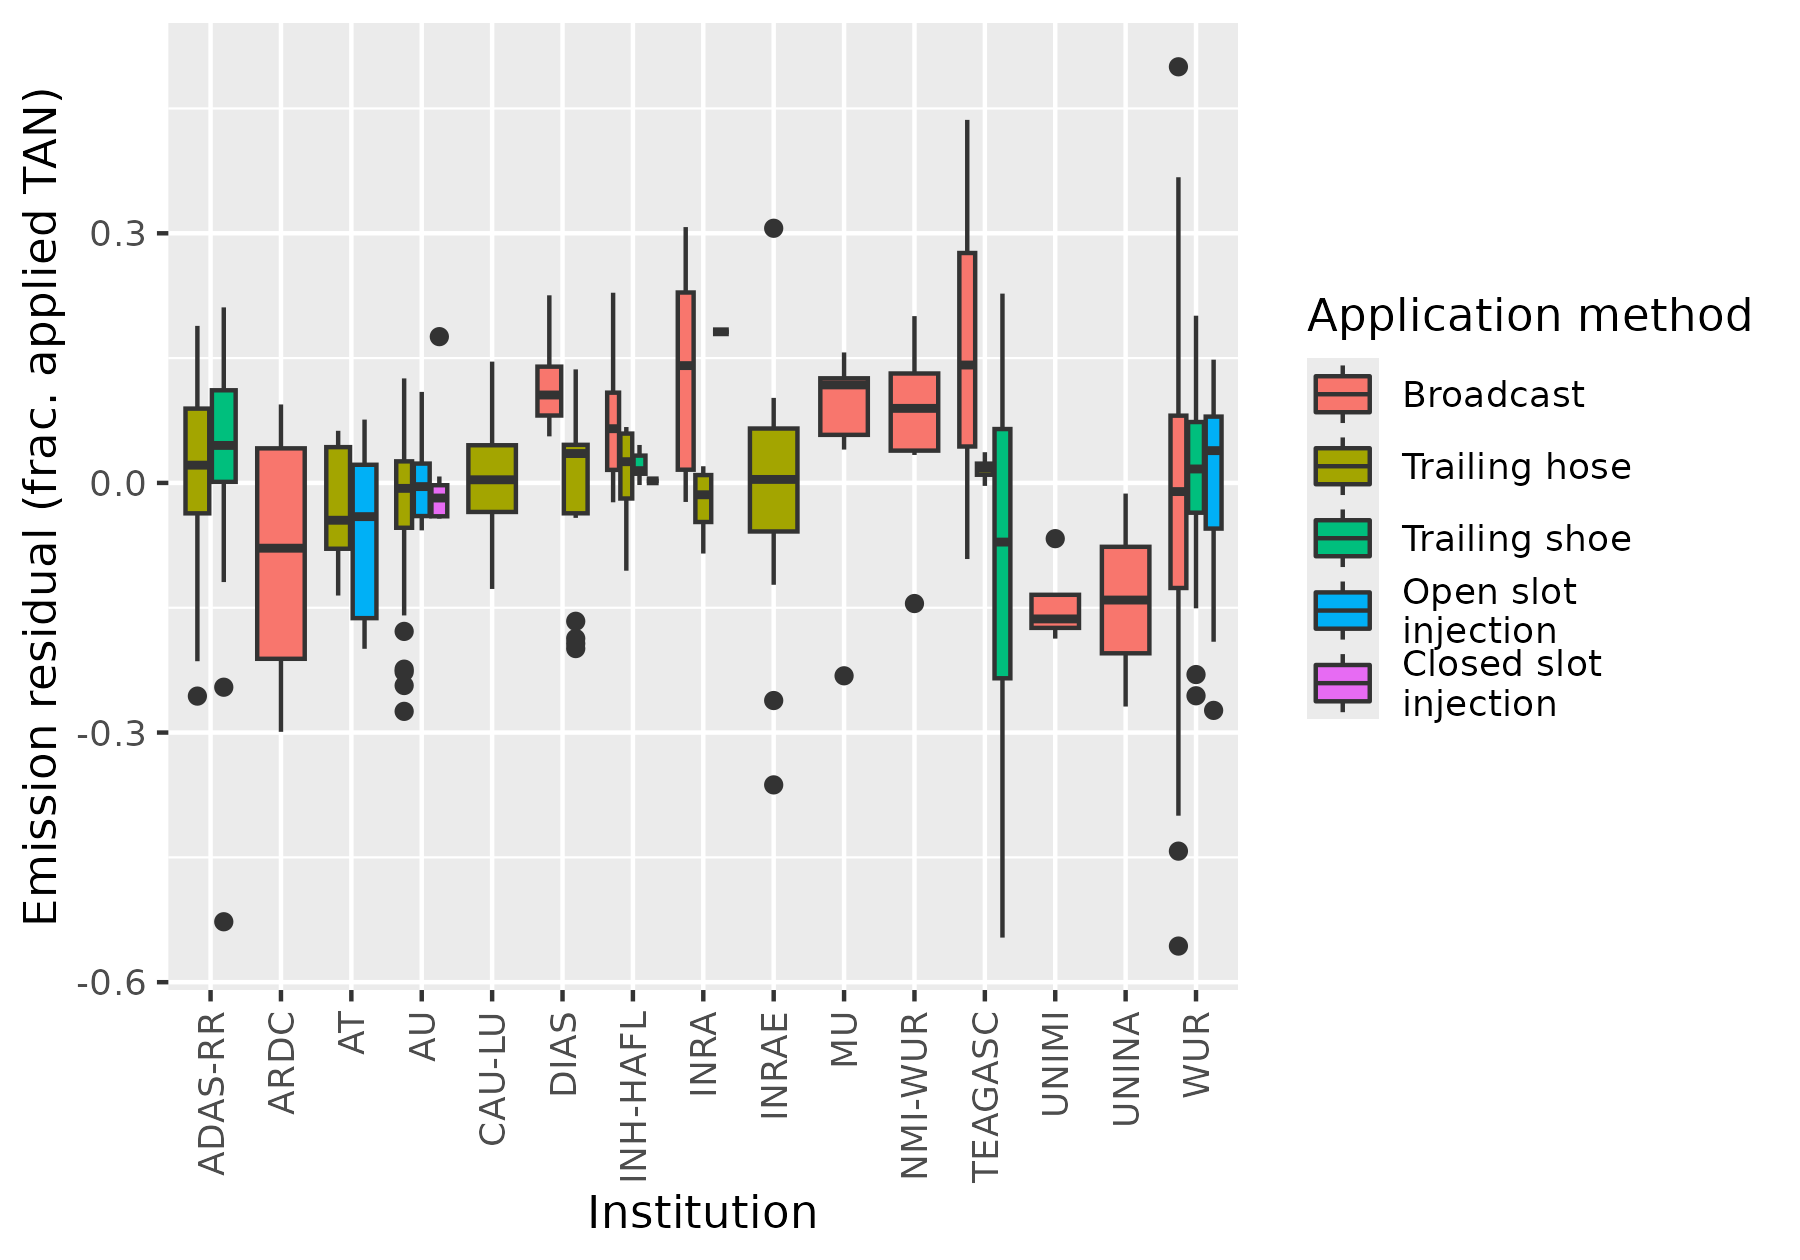 Emission residual (frac. applied TAN)
0.3
0.0
-0.3
-0.6
ADAS-RR
ARDC
AT
AU
CAU-LU
DIAS
INH-HAFL
INRA
INRAE
MU
NMI-WUR
TEAGASC
UNIMI
UNINA
WUR
Institution
Application method
Broadcast
Trailing hose
Trailing shoe
Open slot
injection
Closed slot
injection